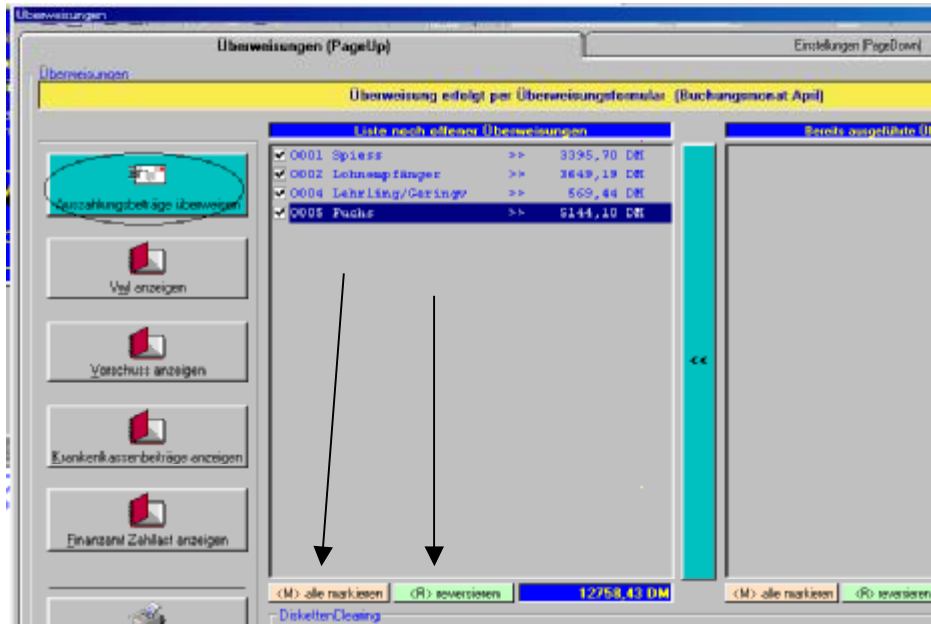 Überweisungen
Überweisungen (PageUp)
Einstellungen (PageDown)
Überweisungen
Überweisung erfolgt per Überweisungsformular (Buchungsmonat April)
Liste noch offener Überweisungen
Bereits ausgeführte Ü
0001 Spiess >> 3395,70 DM
0002 Lohnempfänger >> 3649,19 DM
0004 Lehrling/Geringv >> 569,44 DM
0005 Fuchs >> 5144,10 DM
Auszahlungsbeträge überweisen
Vwl anzeigen
Vorschuss anzeigen
<<
Krankenkassenbeiträge anzeigen
Finanzamt Zahllast anzeigen
<M> alle markieren
<R> reversieren
12758,43 DM
<M> alle markieren
<R> reversieren
DiskettenClearing